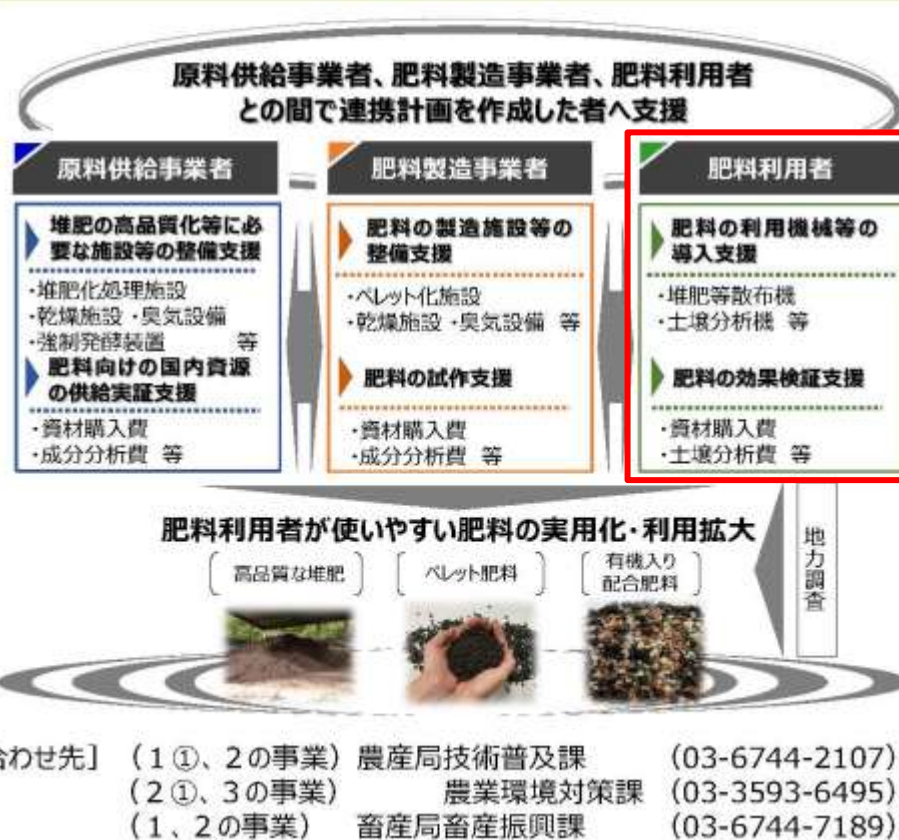 原料供給事業者、肥料製造事業者、肥料利用者
との間で連携計画を作成した者へ支援
原料供給事業者
堆肥の高品質化等に必
要な施設等の整備支援
・堆肥化処理施設
・乾燥施設・臭気設備
・強制発酵装置 等
肥料向けの国内資源
の供給実証支援
・資材購入費
・成分分析費 等
肥料製造事業者
肥料の製造施設等の
整備支援
・ペレット化施設
・乾燥施設・臭気設備 等
肥料の試作支援
・資材購入費
・成分分析費 等
肥料利用者
肥料の利用機械等の
導入支援
・堆肥等散布機
・土壌分析機 等
肥料の効果検証支援
・資材購入費
・土壌分析費 等
肥料利用者が使いやすい肥料の実用化・利用拡大
高品質な堆肥
ペレット肥料
有機入り
配合肥料
地力調査
合わせ先] (1①、2の事業) 農産局技術普及課 (03-6744-2107)
(2①、3の事業) 農業環境対策課 (03-3593-6495)
(1、2の事業) 畜産局畜産振興課 (03-6744-7189)